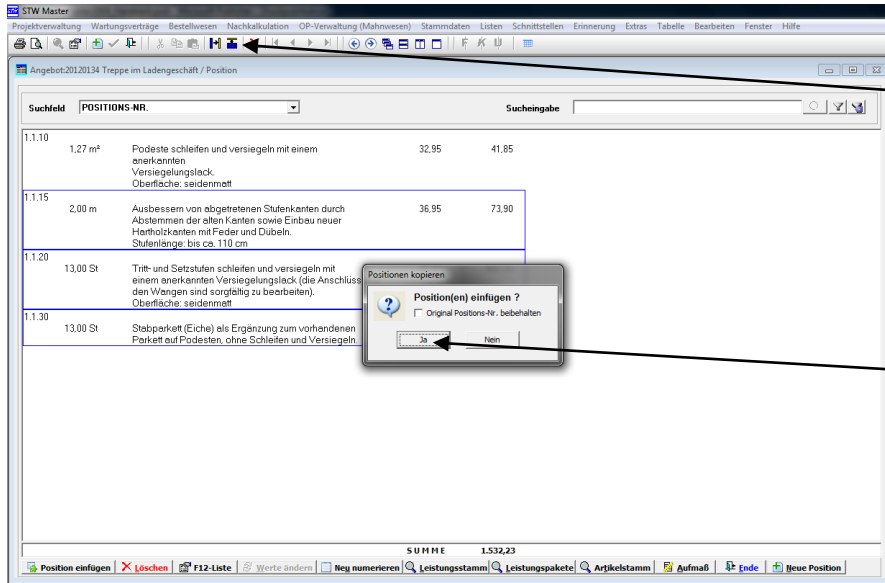 STW Master
Projektverwaltung Wartungsverträge Bestellwesen Nachkalkulation OP-Verwaltung (Mahnwesen) Stammdaten Listen Schnittstellen Erinnerung Extras Tabelle Bearbeiten Fenster Hilfe
F K U
Angebot:20120134 Treppe im Ladengeschäft / Position
Suchfeld POSITIONS-NR. Sucheingabe
1.1.10
1,27 m² Podeste schleifen und versiegeln mit einem 32,95 41,85
anerkannten
Versiegelungslack.
Oberfläche: seidenmatt
1.1.15
2,00 m Ausbessern von abgetretenen Stufenkanten durch 36,95 73,90
Abstemmen der alten Kanten sowie Einbau neuer
Hartholzkanten mit Feder und Dübeln.
Stufenlänge: bis ca. 110 cm
1.1.20
13,00 St Tritt- und Setzstufen schleifen und versiegeln mit
einem anerkannten Versiegelungslack (die Anschlüss
den Wangen sind sorgfältig zu bearbeiten).
Oberfläche: seidenmatt
1.1.30
13,00 St Stabparkett (Eiche) als Ergänzung zum vorhandenen
Parkett auf Podesten, ohne Schleifen und Versiegeln.
Positionen kopieren
Position(en) einfügen ?
Original Positions-Nr. beibehalten
Ja Nein
SUMME 1.532,23
Position einfügen Löschen F12-Liste Werte ändern Neu numerieren Leistungsstamm Leistungspakete Artikelstamm Aufmaß Ende Neue Position